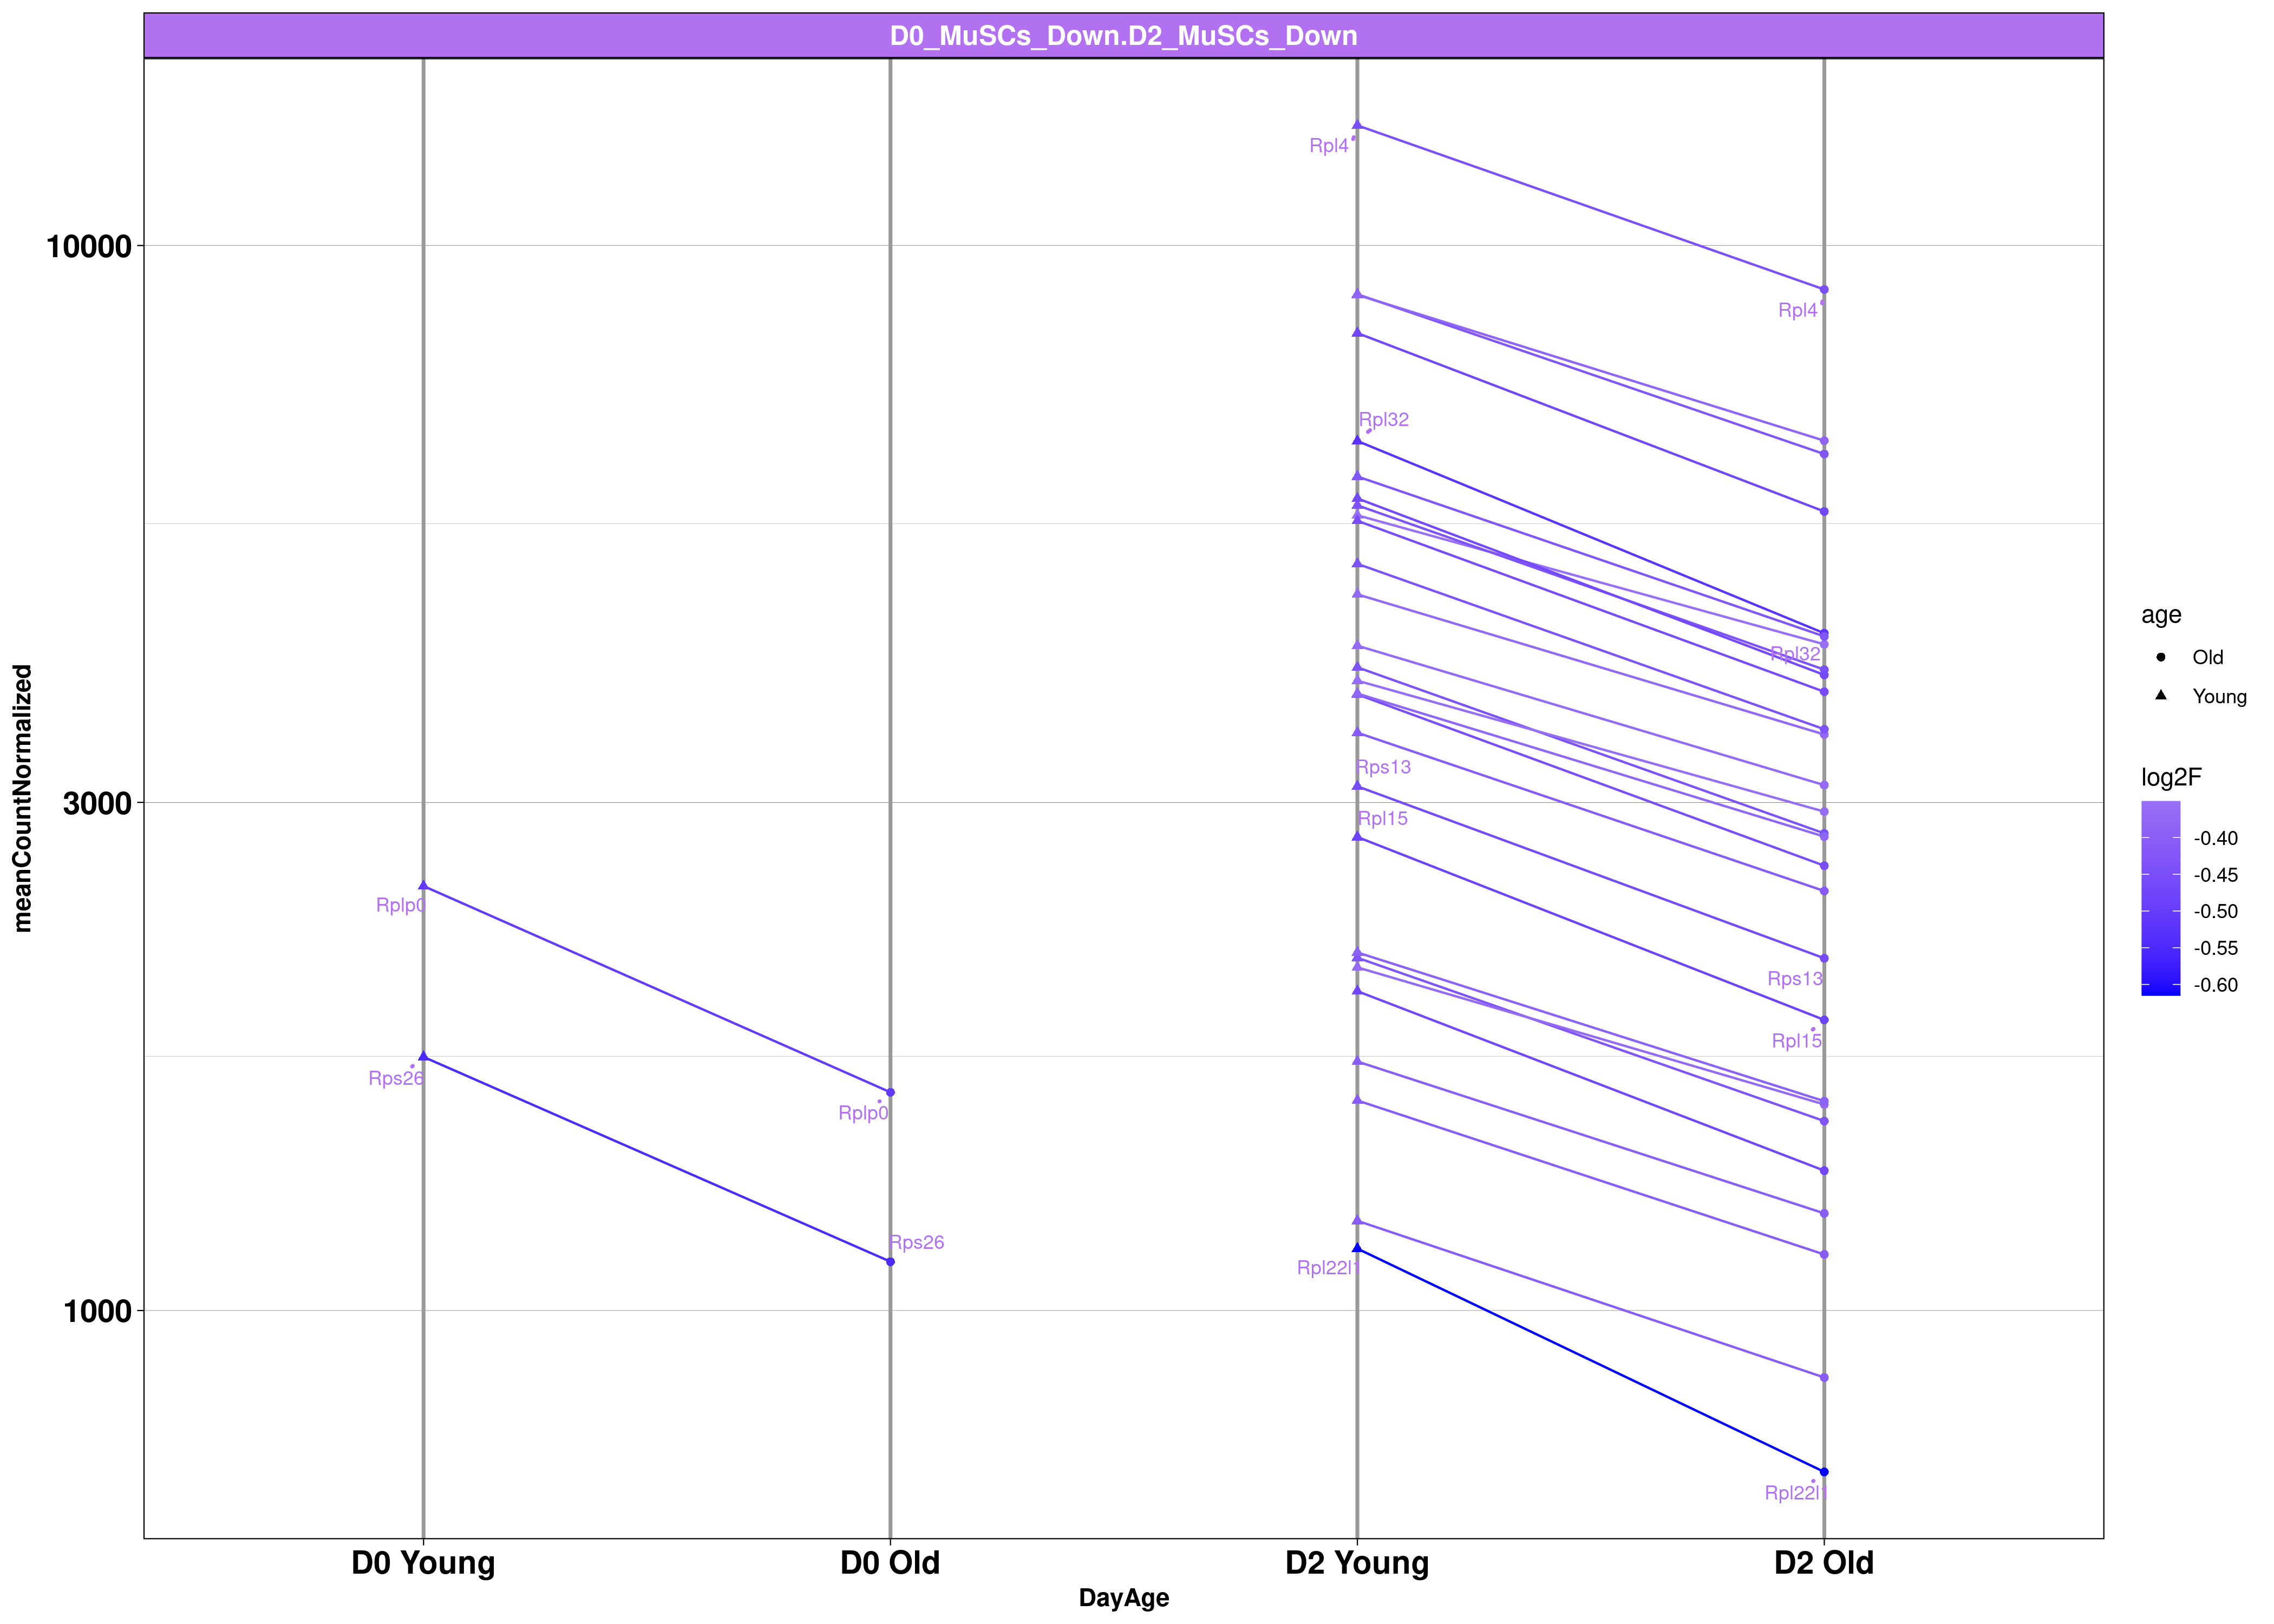 D0_MuSCs_Down.D2_MuSCs_Down
Rpl4
10000
Rpl4
Rpl32
Rpl32
Rps13
3000
Rpl15
Rplp0
Rps13
Rpl15
Rps26
Rplp0
Rps26
Rpl22l1
1000
Rpl22l1
meanCountNormalized
D0 Young
D0 Old
D2 Young
D2 Old
DayAge
age
Old
Young
log2F
-0.40
-0.45
-0.50
-0.55
-0.60